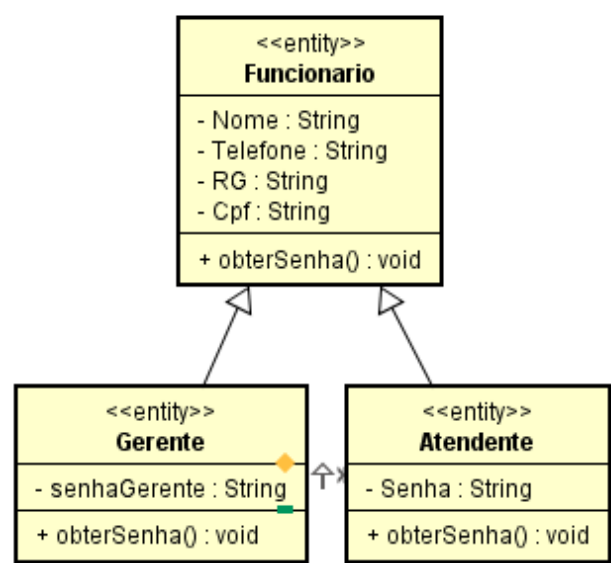 <<entity>>
Funcionario
- Nome : String
- Telefone : String
- RG : String
- Cpf : String
+ obterSenha() : void
<<entity>>
Gerente
- senhaGerente : String
+ obterSenha() : void
<<entity>>
Atendente
- Senha : String
+ obterSenha() : void